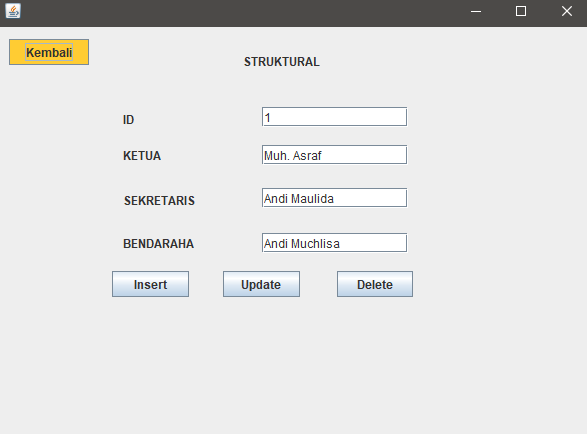 Kembali
STRUKTURAL
ID 1
KETUA Muh. Asraf
SEKRETARIS Andi Maulida
BENDARAHA Andi Muchlisa
Insert Update Delete